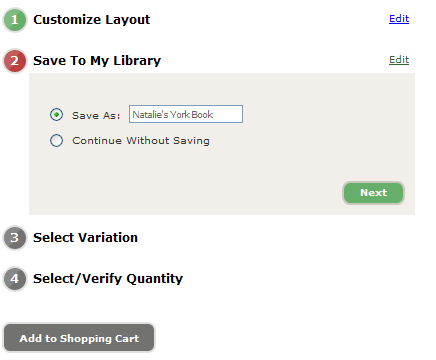 1 Customize Layout Edit
2 Save To My Library Edit
Save As: Natalie's York Book
Continue Without Saving
Next
3 Select Variation
4 Select/Verify Quantity
Add to Shopping Cart